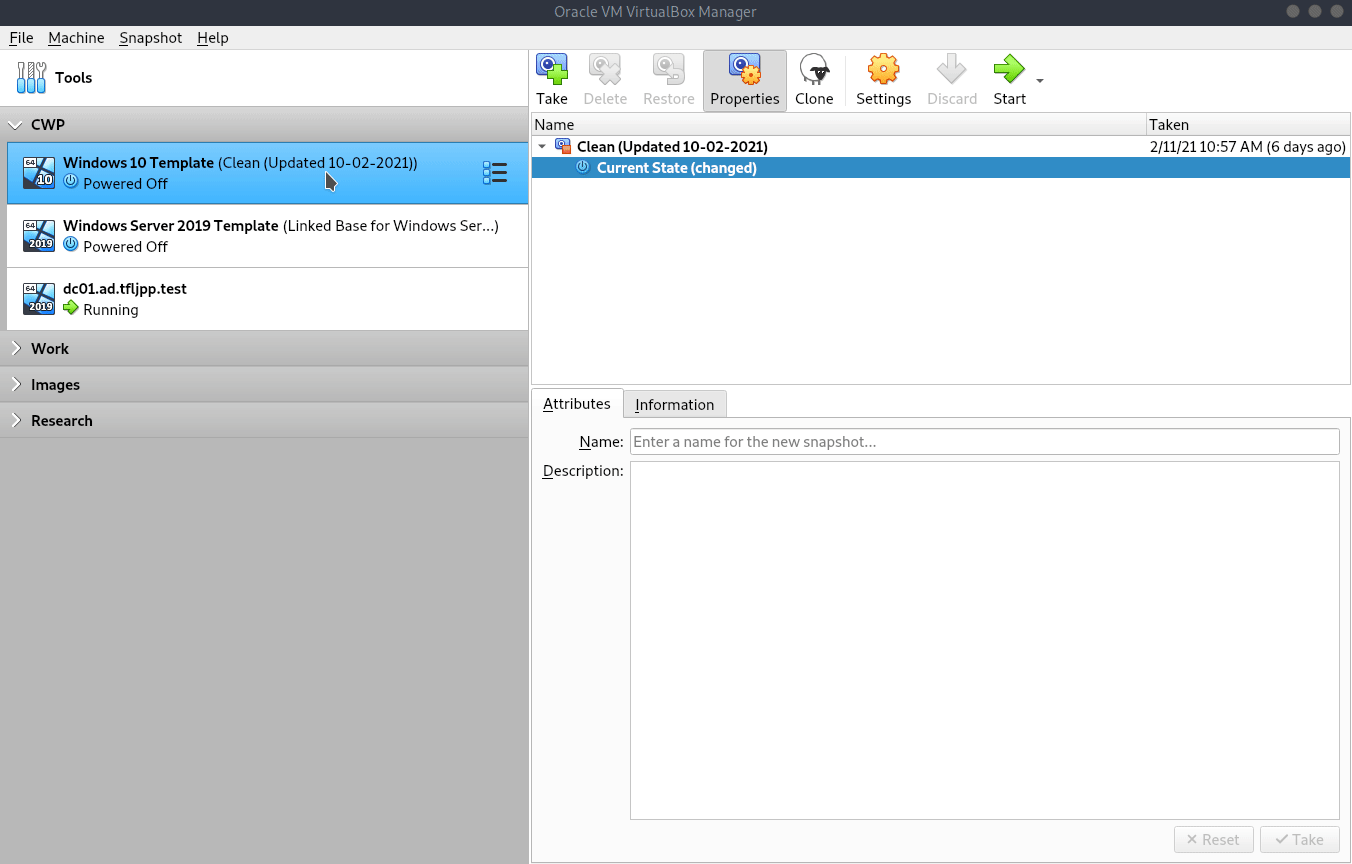 Oracle VM VirtualBox Manager
File Machine Snapshot Help
Tools
Take Delete Restore Properties Clone Settings Discard Start
CWP
Windows 10 Template (Clean (Updated 10-02-2021))
64
10
Powered Off
Windows Server 2019 Template (Linked Base for Windows Ser...)
64
2019
Powered Off
dc01.ad.tfljpp.test
64
2019
Running
Work
Images
Research
Name Taken
Clean (Updated 10-02-2021) 2/11/21 10:57 AM (6 days ago)
Current State (changed)
Attributes Information
Name: Enter a name for the new snapshot...
Description:
Reset Take